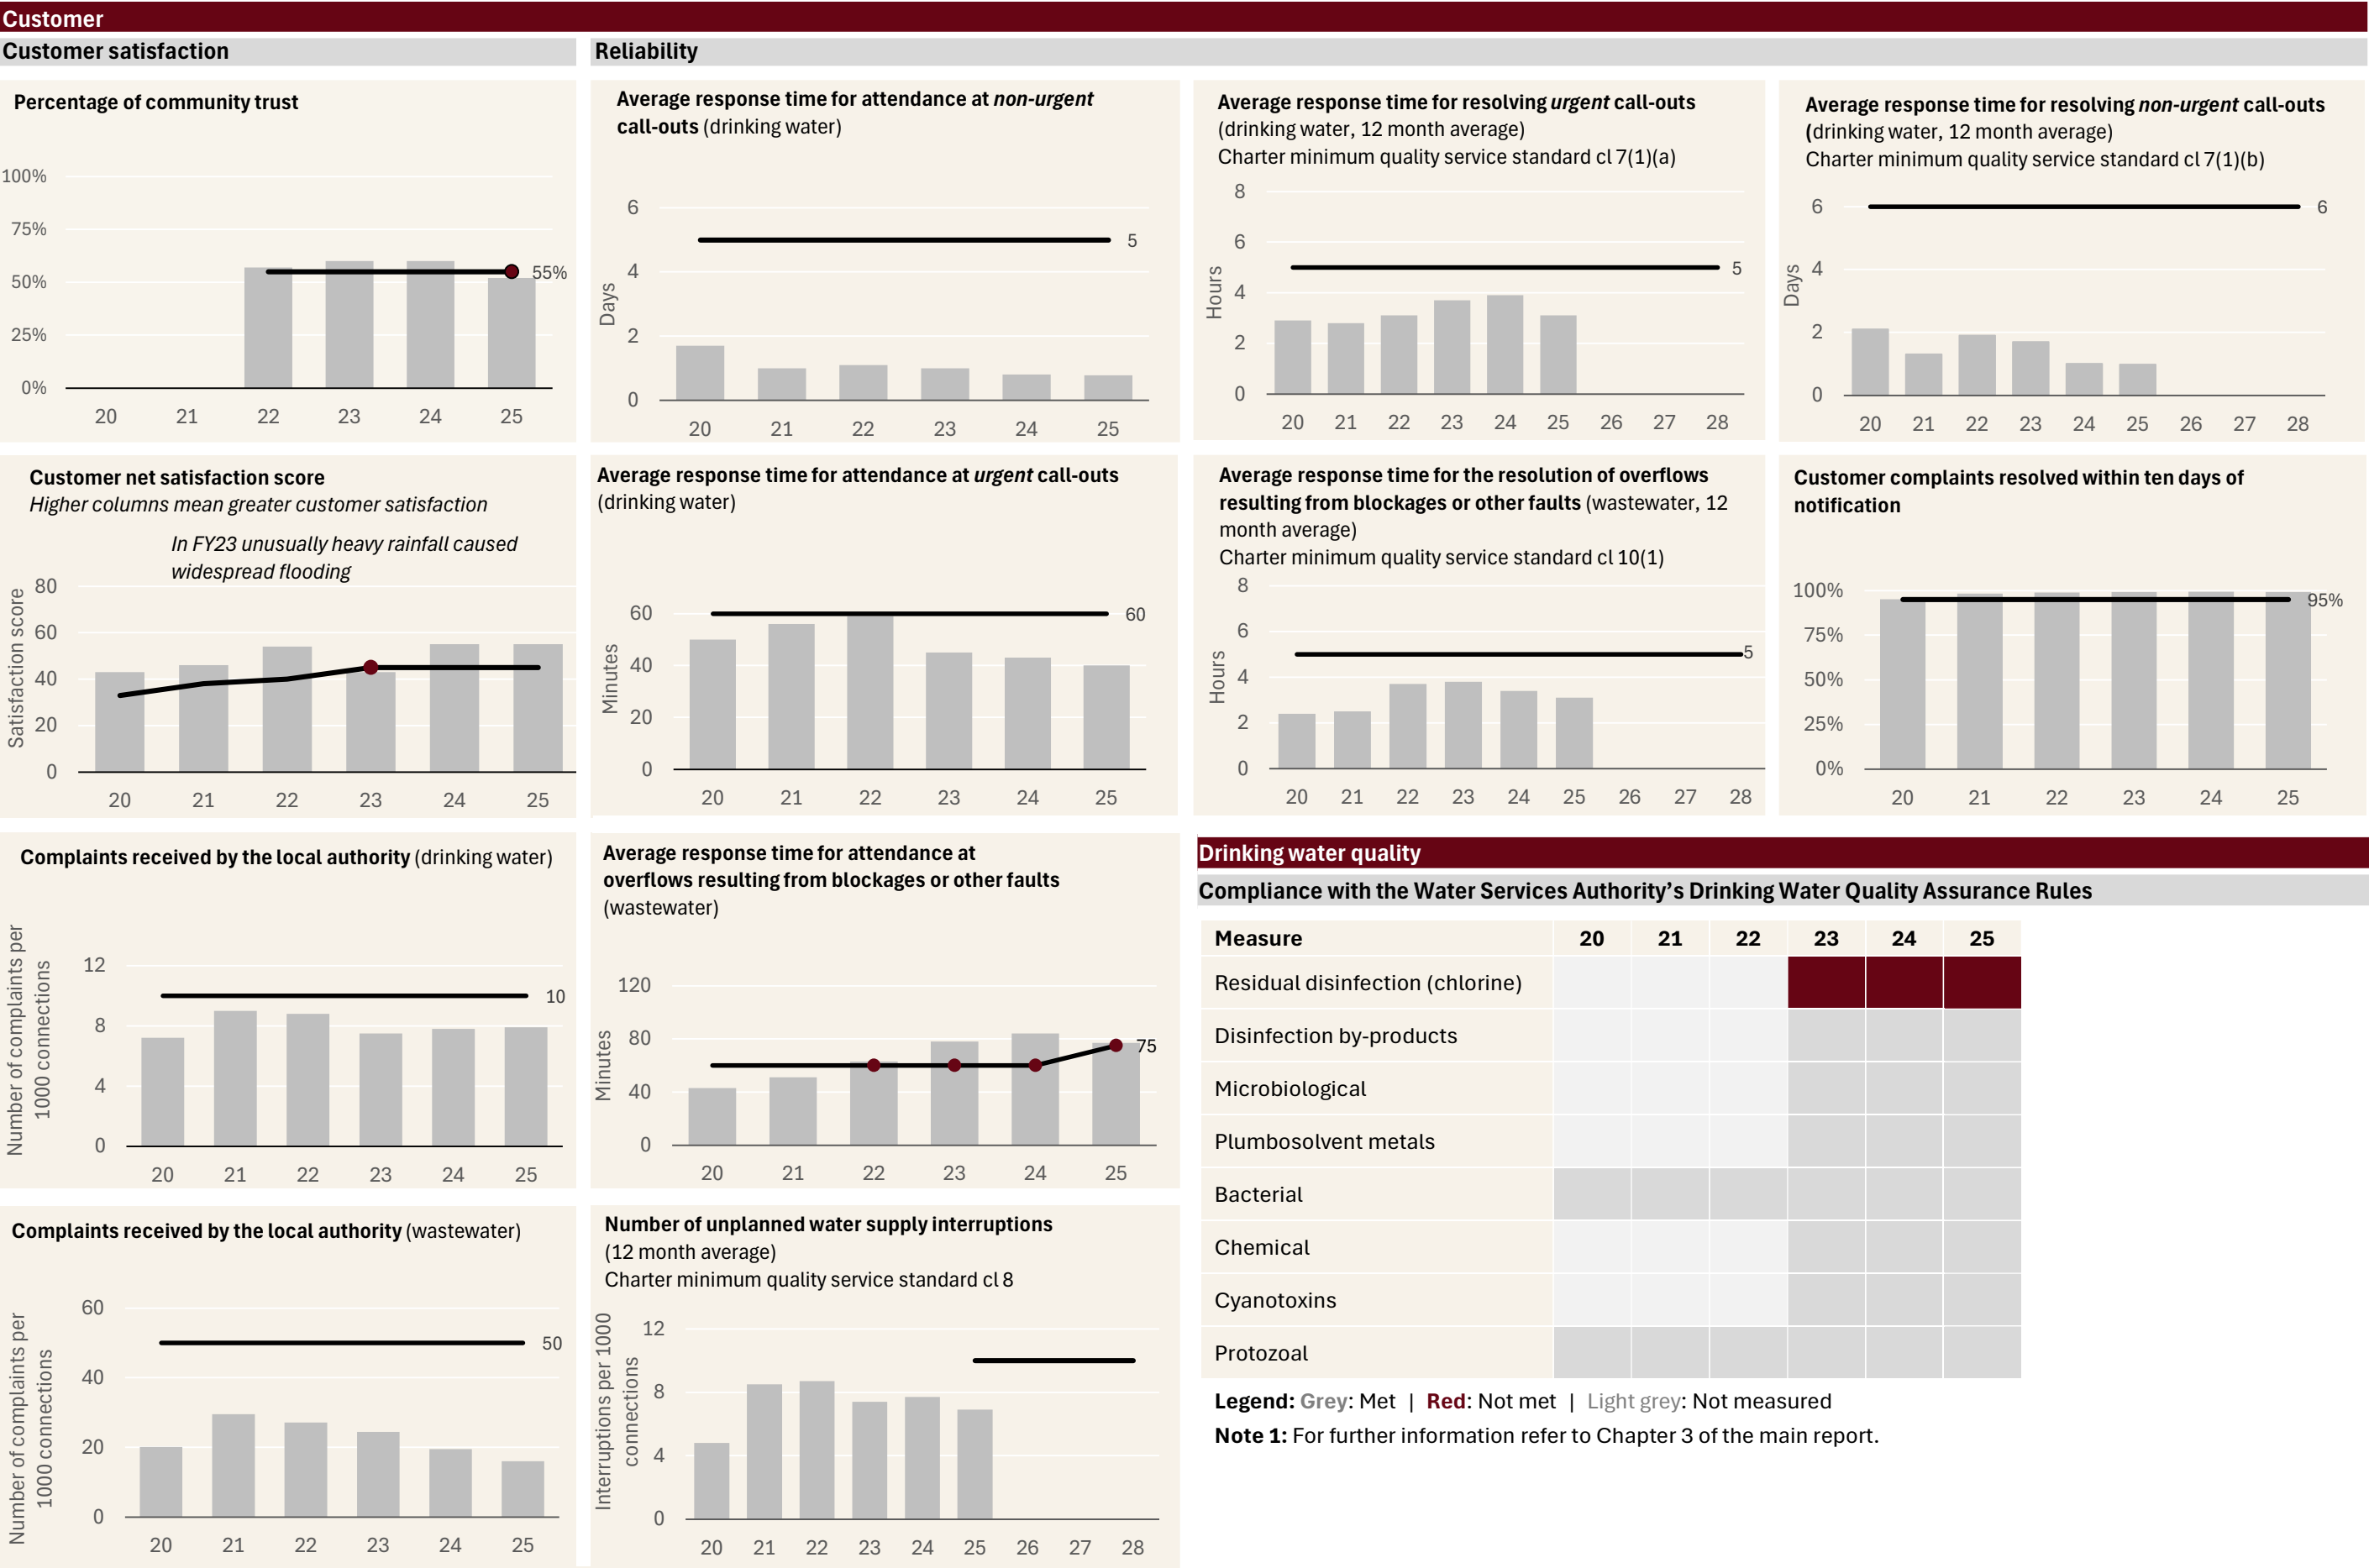 Customer
Customer satisfaction
Reliability
Percentage of community trust
100%
75%
50%
25%
0%
55%
20 21 22 23 24 25
Average response time for attendance at non-urgent
call-outs (drinking water)
Days
6
4
2
0
5
20 21 22 23 24 25
Average response time for resolving urgent call-outs
(drinking water, 12 month average)
Charter minimum quality service standard cl 7(1)(a)
Hours
8
6
4
2
0
5
20 21 22 23 24 25 26 27 28
Average response time for resolving non-urgent call-outs
(drinking water, 12 month average)
Charter minimum quality service standard cl 7(1)(b)
Days
6
4
2
0
6
20 21 22 23 24 25 26 27 28
Customer net satisfaction score
Higher columns mean greater customer satisfaction
In FY23 unusually heavy rainfall caused
widespread flooding
Satisfaction score
80
60
40
20
0
20 21 22 23 24 25
Average response time for attendance at urgent call-outs
(drinking water)
Minutes
60
40
20
0
60
20 21 22 23 24 25
Average response time for the resolution of overflows
resulting from blockages or other faults (wastewater, 12
month average)
Charter minimum quality service standard cl 10(1)
Hours
8
6
4
2
0
5
20 21 22 23 24 25 26 27 28
Customer complaints resolved within ten days of
notification
100%
75%
50%
25%
0%
95%
20 21 22 23 24 25
Complaints received by the local authority (drinking water)
Number of complaints per
1000 connections
12
8
4
0
10
20 21 22 23 24 25
Average response time for attendance at
overflows resulting from blockages or other faults
(wastewater)
Minutes
120
80
40
0
75
20 21 22 23 24 25
Complaints received by the local authority (wastewater)
Number of complaints per
1000 connections
60
40
20
0
50
20 21 22 23 24 25
Number of unplanned water supply interruptions
(12 month average)
Charter minimum quality service standard cl 8
Interruptions per 1000
connections
12
8
4
0
20 21 22 23 24 25 26 27 28
Drinking water quality
Compliance with the Water Services Authority’s Drinking Water Quality Assurance Rules
Measure 20 21 22 23 24 25
Residual disinfection (chlorine)
Disinfection by-products
Microbiological
Plumbosolvent metals
Bacterial
Chemical
Cyanotoxins
Protozoal
Legend: Grey: Met | Red: Not met | Light grey: Not measured
Note 1: For further information refer to Chapter 3 of the main report.